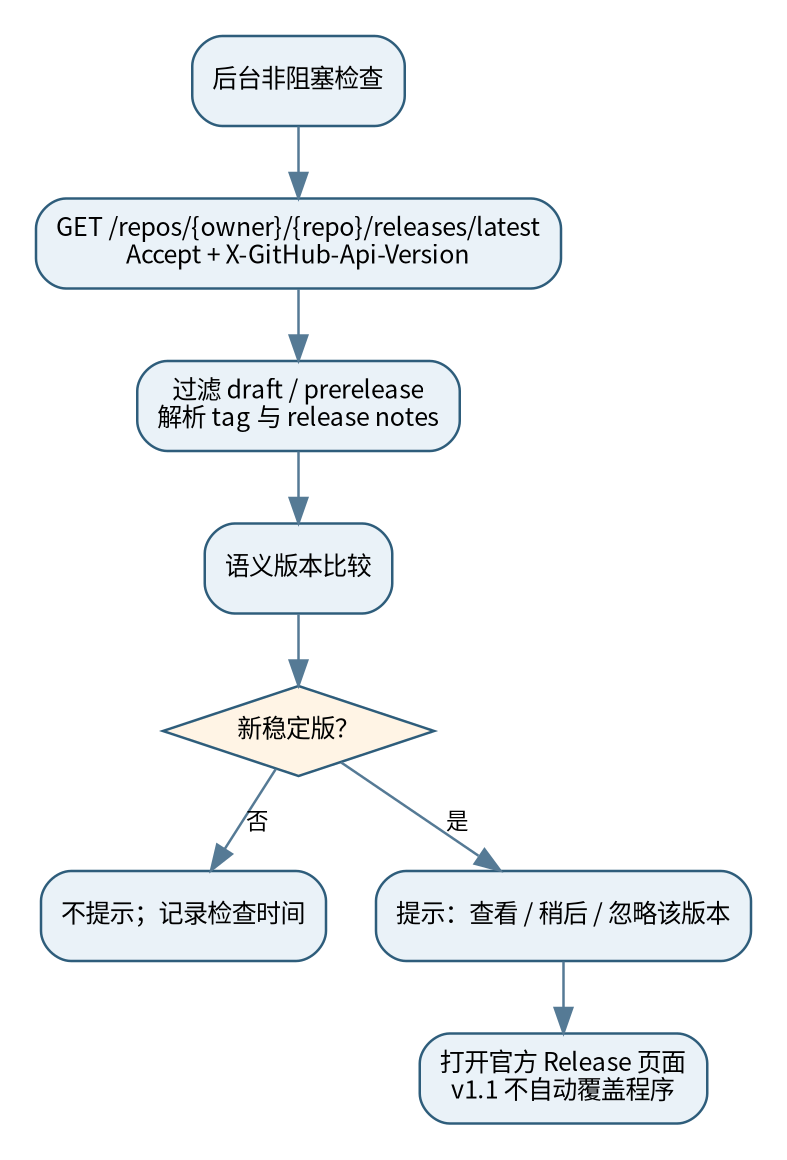 后台非阻塞检查
GET /repos/{owner}/{repo}/releases/latest
Accept + X-GitHub-Api-Version
过滤 draft / prerelease
解析 tag 与 release notes
语义版本比较
新稳定版？
否
是
不提示；记录检查时间
提示：查看 / 稍后 / 忽略该版本
打开官方 Release 页面
v1.1 不自动覆盖程序